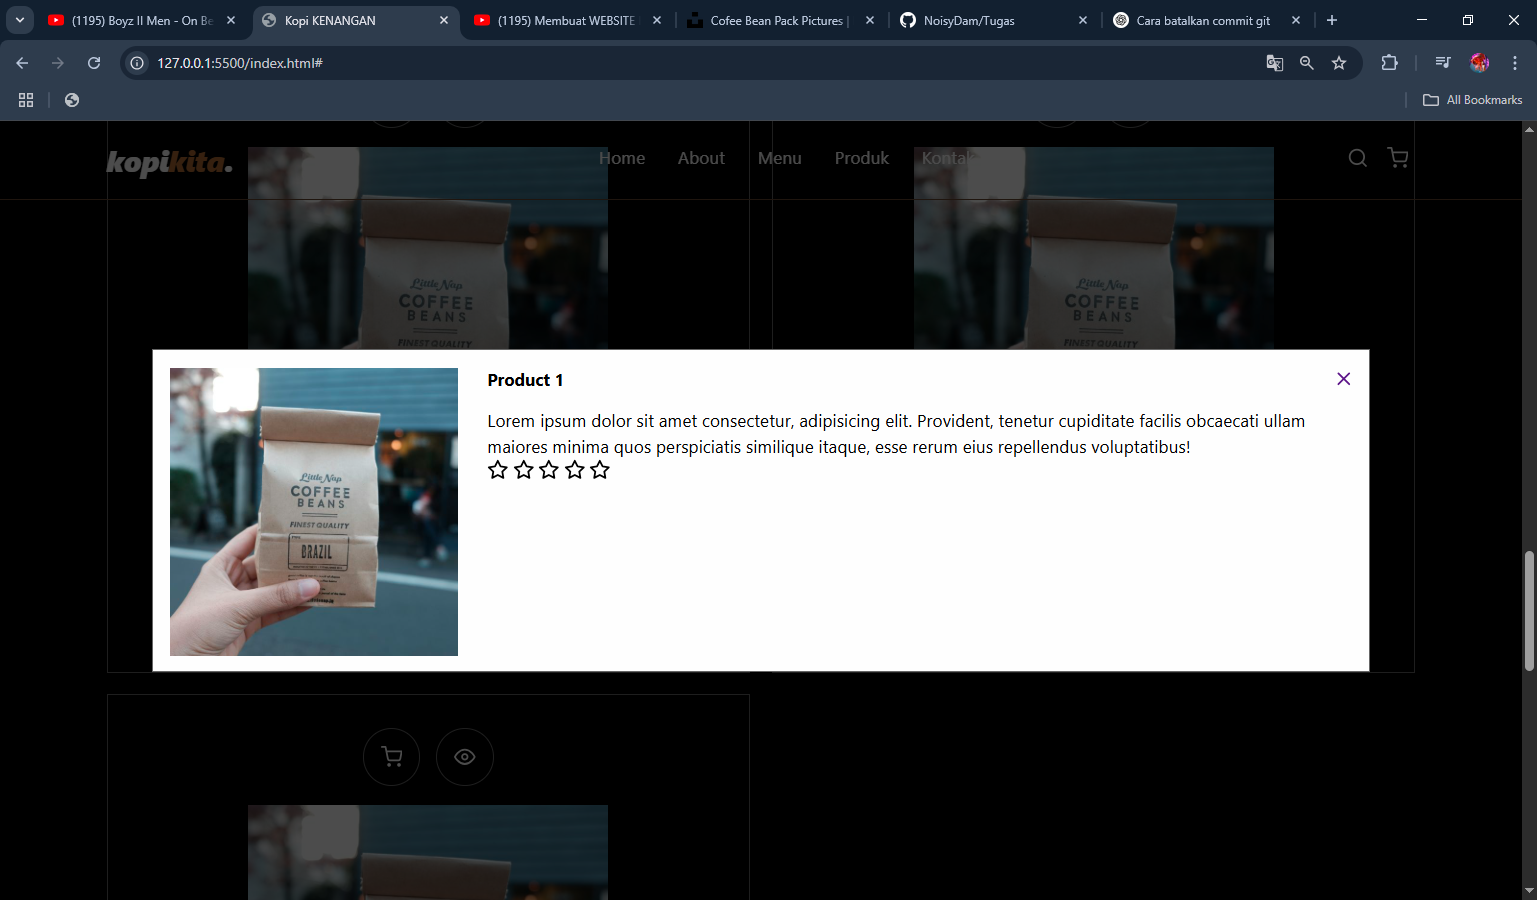 (1195) Boyz II Men - On Be
Kopi KENANGAN
(1195) Membuat WEBSITE
Cofee Bean Pack Pictures |
NoisyDam/Tugas
Cara batalkan commit git
127.0.0.1:5500/index.html#
All Bookmarks
kopikita.
Home
About
Menu
Produk
Kontak
Little Nap
COFFEE
BEANS
FINEST QUALITY
Little Nap
COFFEE
BEANS
FINEST QUALITY
Product 1
Lorem ipsum dolor sit amet consectetur, adipisicing elit. Provident, tenetur cupiditate facilis obcaecati ullam
maiores minima quos perspiciatis similique itaque, esse rerum eius repellendus voluptatibus!
Little Nap
COFFEE
BEANS
FINEST QUALITY
BRAZIL